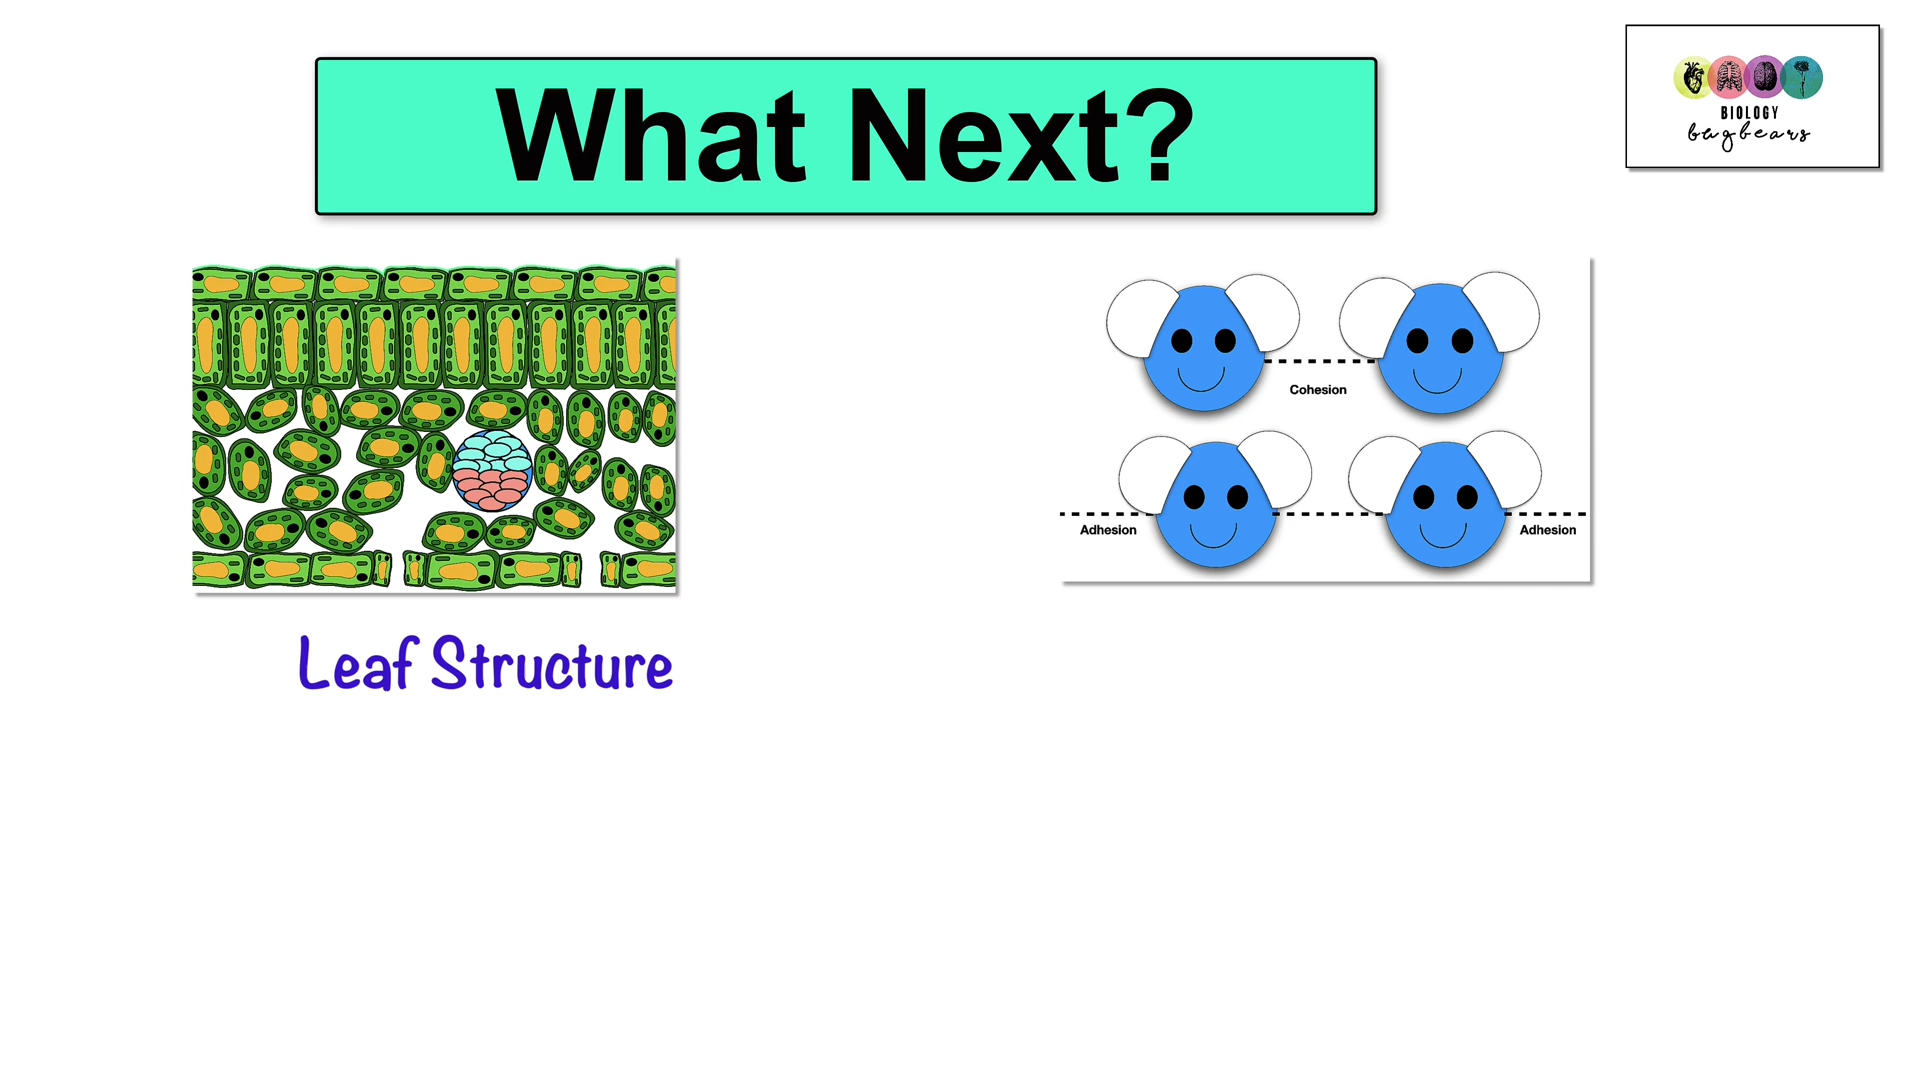 What Next?
BIOLOGY
bugbears
Cohesion
Adhesion
Adhesion
Leaf Structure